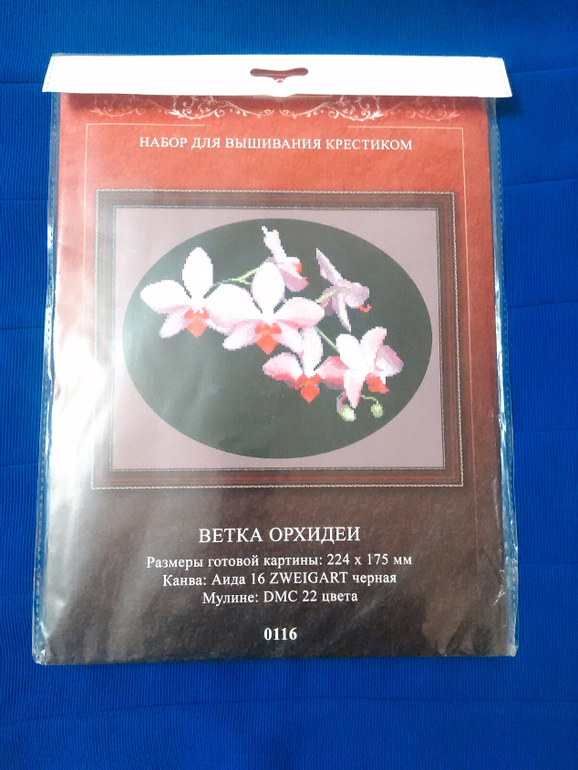 НАБОР ДЛЯ ВЫШИВАНИЯ КРЕСТИКОМ
ВЕТКА ОРХИДЕИ
Размеры готовой картины: 224 х 175 мм
Канва: Аида 16 ZWEIGART черная
Мулине: DMC 22 цвета
0116